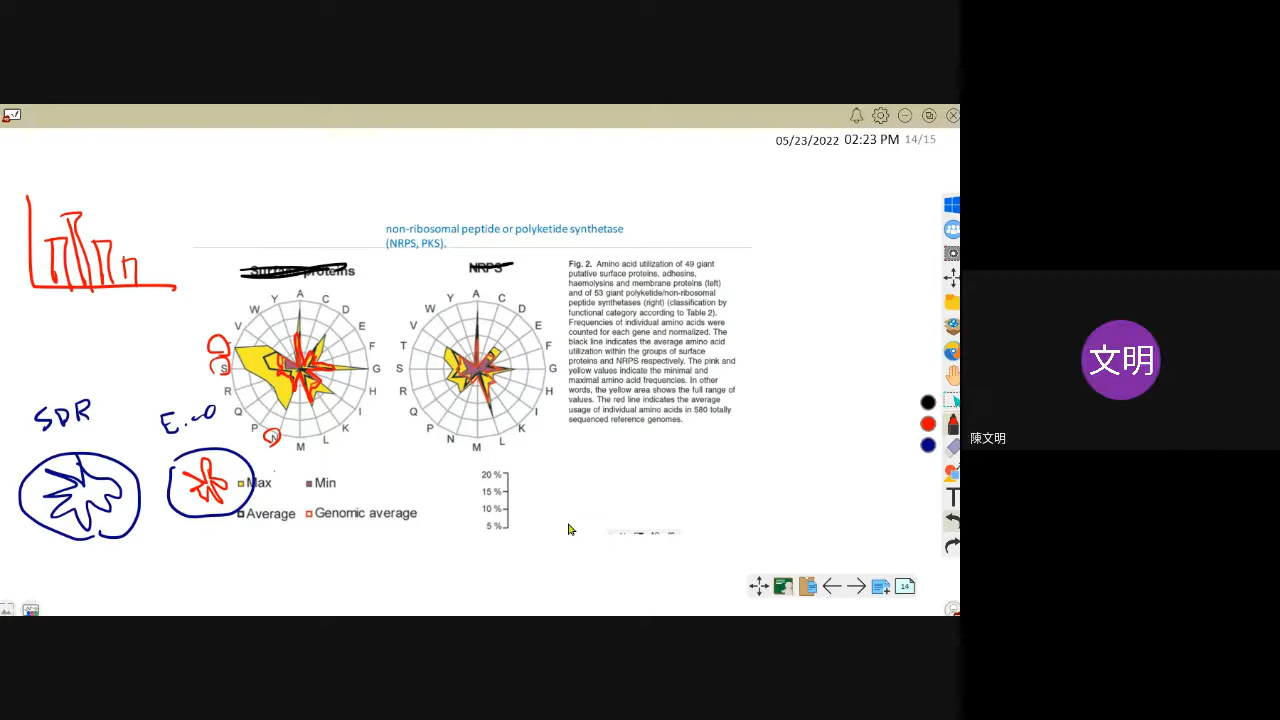 05/23/2022 02:23 PM 14/15
non-ribosomal peptide or polyketide synthetase
(NRPS, PKS).
Surface proteins
NRPS
Fig. 2. Amino acid utilization of 49 giant
putative surface proteins, adhesins,
haemolysins and membrane proteins (left)
and of 53 giant polyketide/non-ribosomal
peptide synthetases (right) (classification by
functional category according to Table 2).
Frequencies of individual amino acids were
counted for each gene and normalized. The
black line indicates the average amino acid
utilization within the groups of surface
proteins and NRPS respectively. The pink and
yellow values indicate the minimal and
maximal amino acid frequencies. In other
words, the yellow area shows the full range of
values. The red line indicates the average
usage of individual amino acids in 580 totally
sequenced reference genomes.
A
C
D
E
F
G
H
I
K
L
M
N
P
Q
R
S
V
W
Y
A
C
D
E
F
G
H
I
K
L
M
N
P
Q
R
S
T
V
W
Y
SDR
Max
Min
Average
Genomic average
20 %
15 %
10 %
5 %
14
T
文明
陳文明